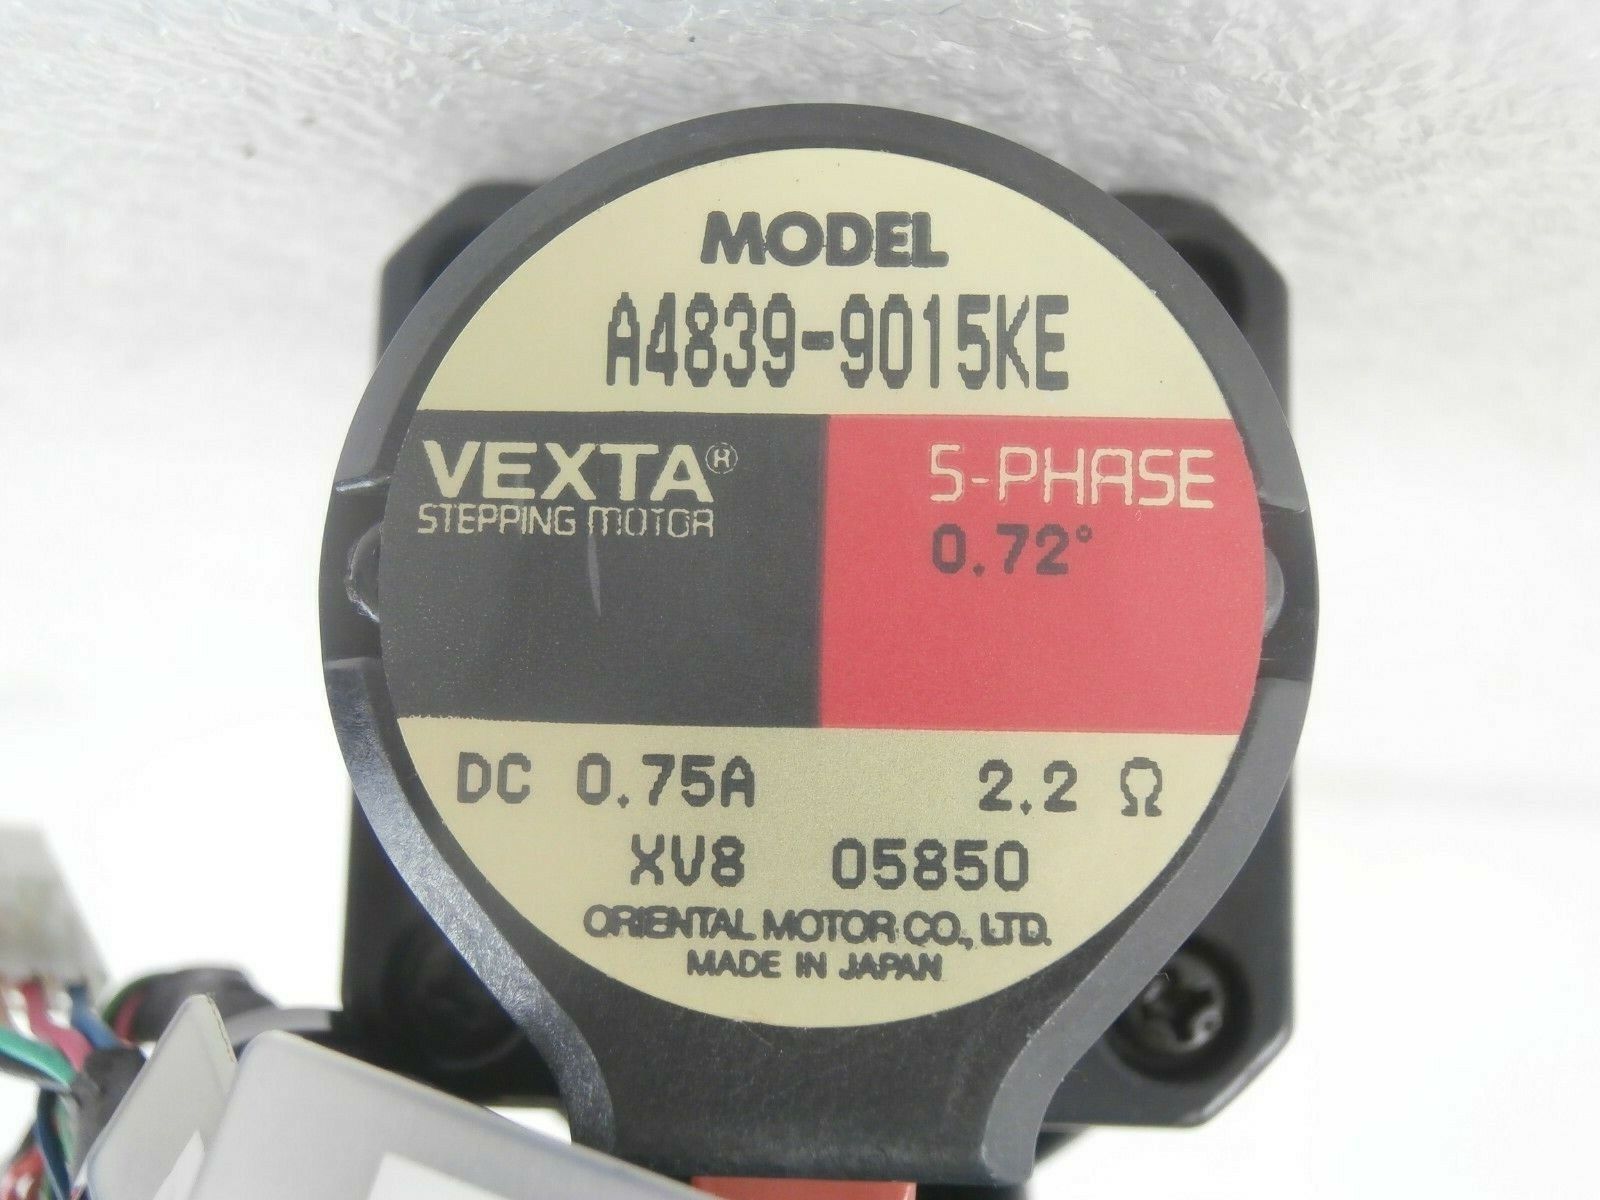 MODEL
A4839-9015KE
VEXTA®
STEPPING MOTOR
5-PHASE
0.72°
DC 0.75A 2.2 Ω
XV8 05850
ORIENTAL MOTOR CO., LTD.
MADE IN JAPAN